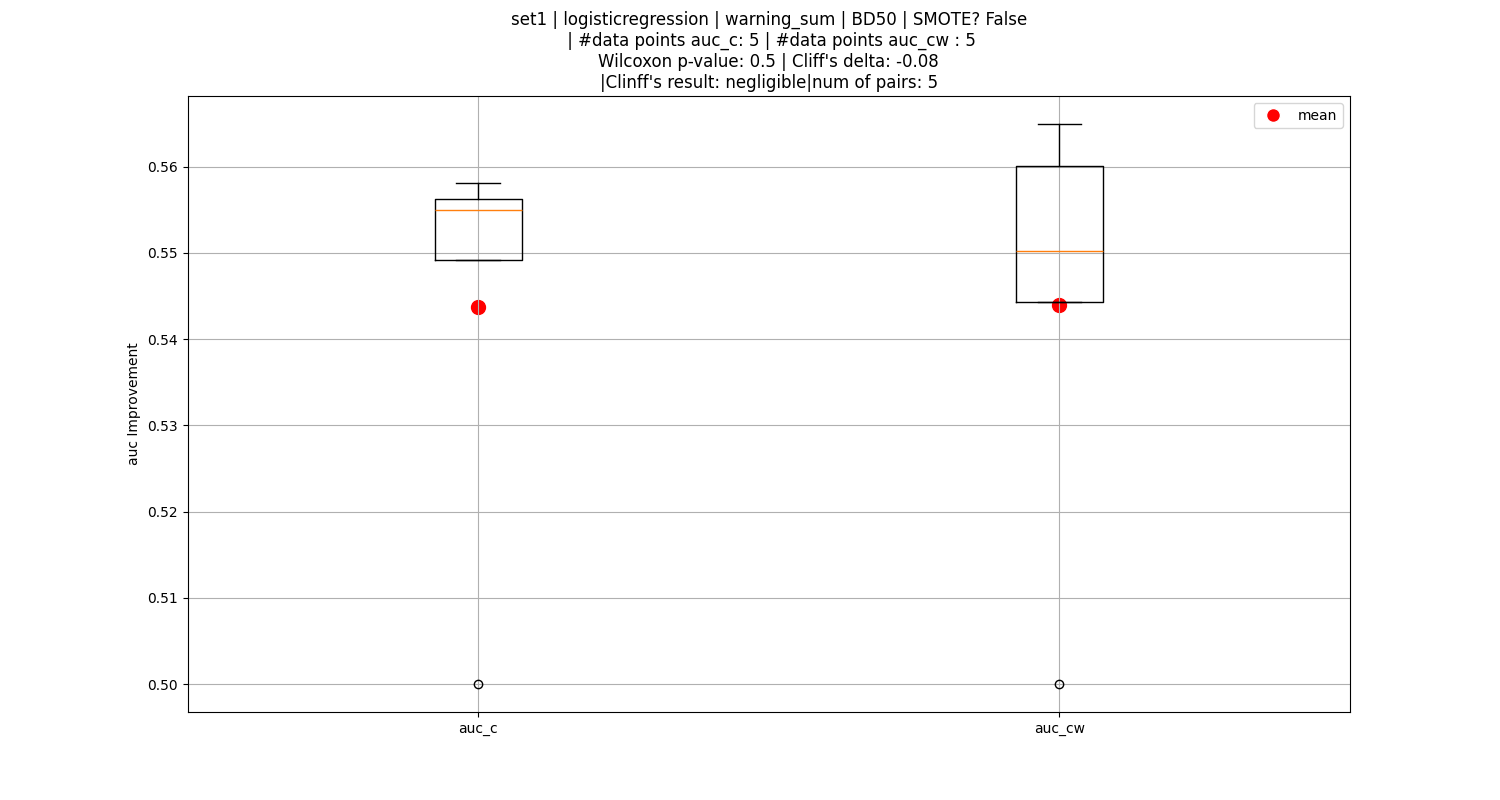 set1 | logisticregression | warning_sum | BD50 | SMOTE? False
| #data points auc_c: 5 | #data points auc_cw : 5
Wilcoxon p-value: 0.5 | Cliff's delta: -0.08
|Clinff's result: negligible|num of pairs: 5
mean
0.56
0.55
0.54
0.53
0.52
0.51
0.50
auc Improvement
auc_c
auc_cw